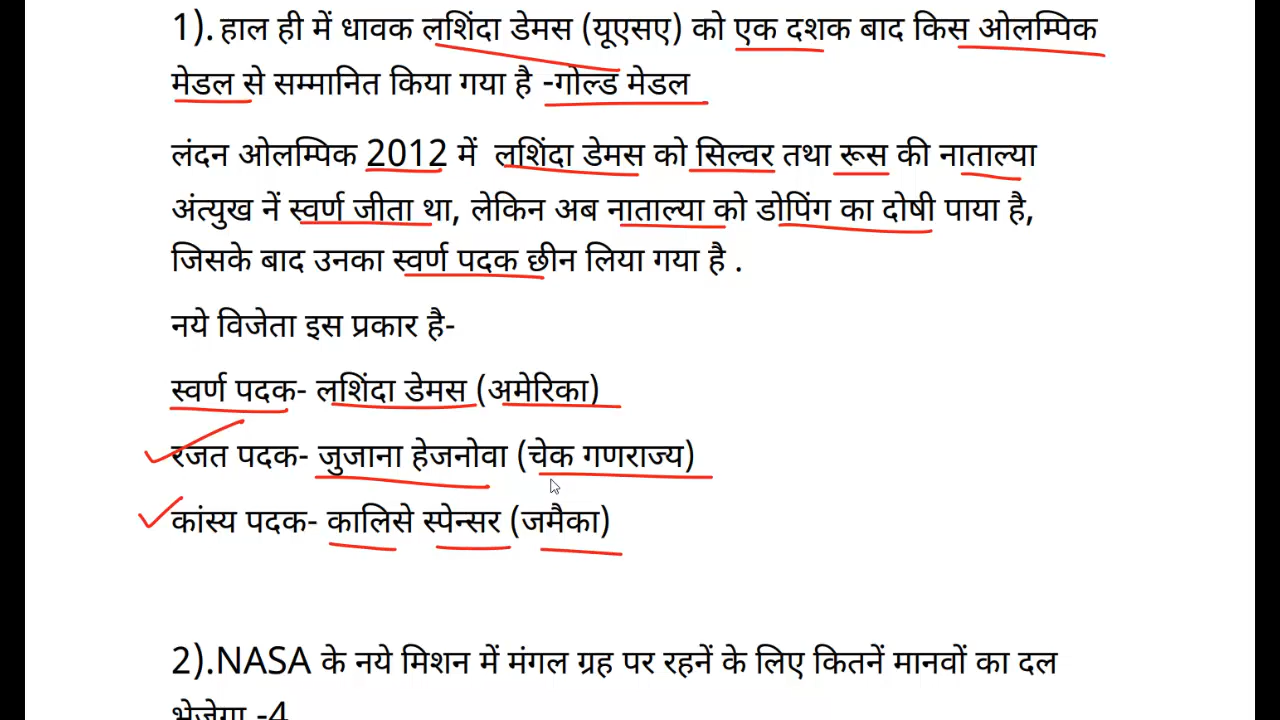 1). हाल ही में धावक लशिंदा डेमस (यूएसए) को एक दशक बाद किस ओलम्पिक
मेडल से सम्मानित किया गया है -गोल्ड मेडल
लंदन ओलम्पिक 2012 में लशिंदा डेमस को सिल्वर तथा रूस की नाताल्या
अंत्युख नें स्वर्ण जीता था, लेकिन अब नाताल्या को डोपिंग का दोषी पाया है,
जिसके बाद उनका स्वर्ण पदक छीन लिया गया है .
नये विजेता इस प्रकार है-
स्वर्ण पदक- लशिंदा डेमस (अमेरिका)
रजत पदक- जुजाना हेजनोवा (चेक गणराज्य)
कांस्य पदक- कालिसे स्पेन्सर (जमैका)
2).NASA के नये मिशन में मंगल ग्रह पर रहनें के लिए कितनें मानवों का दल
भेजेगा -4